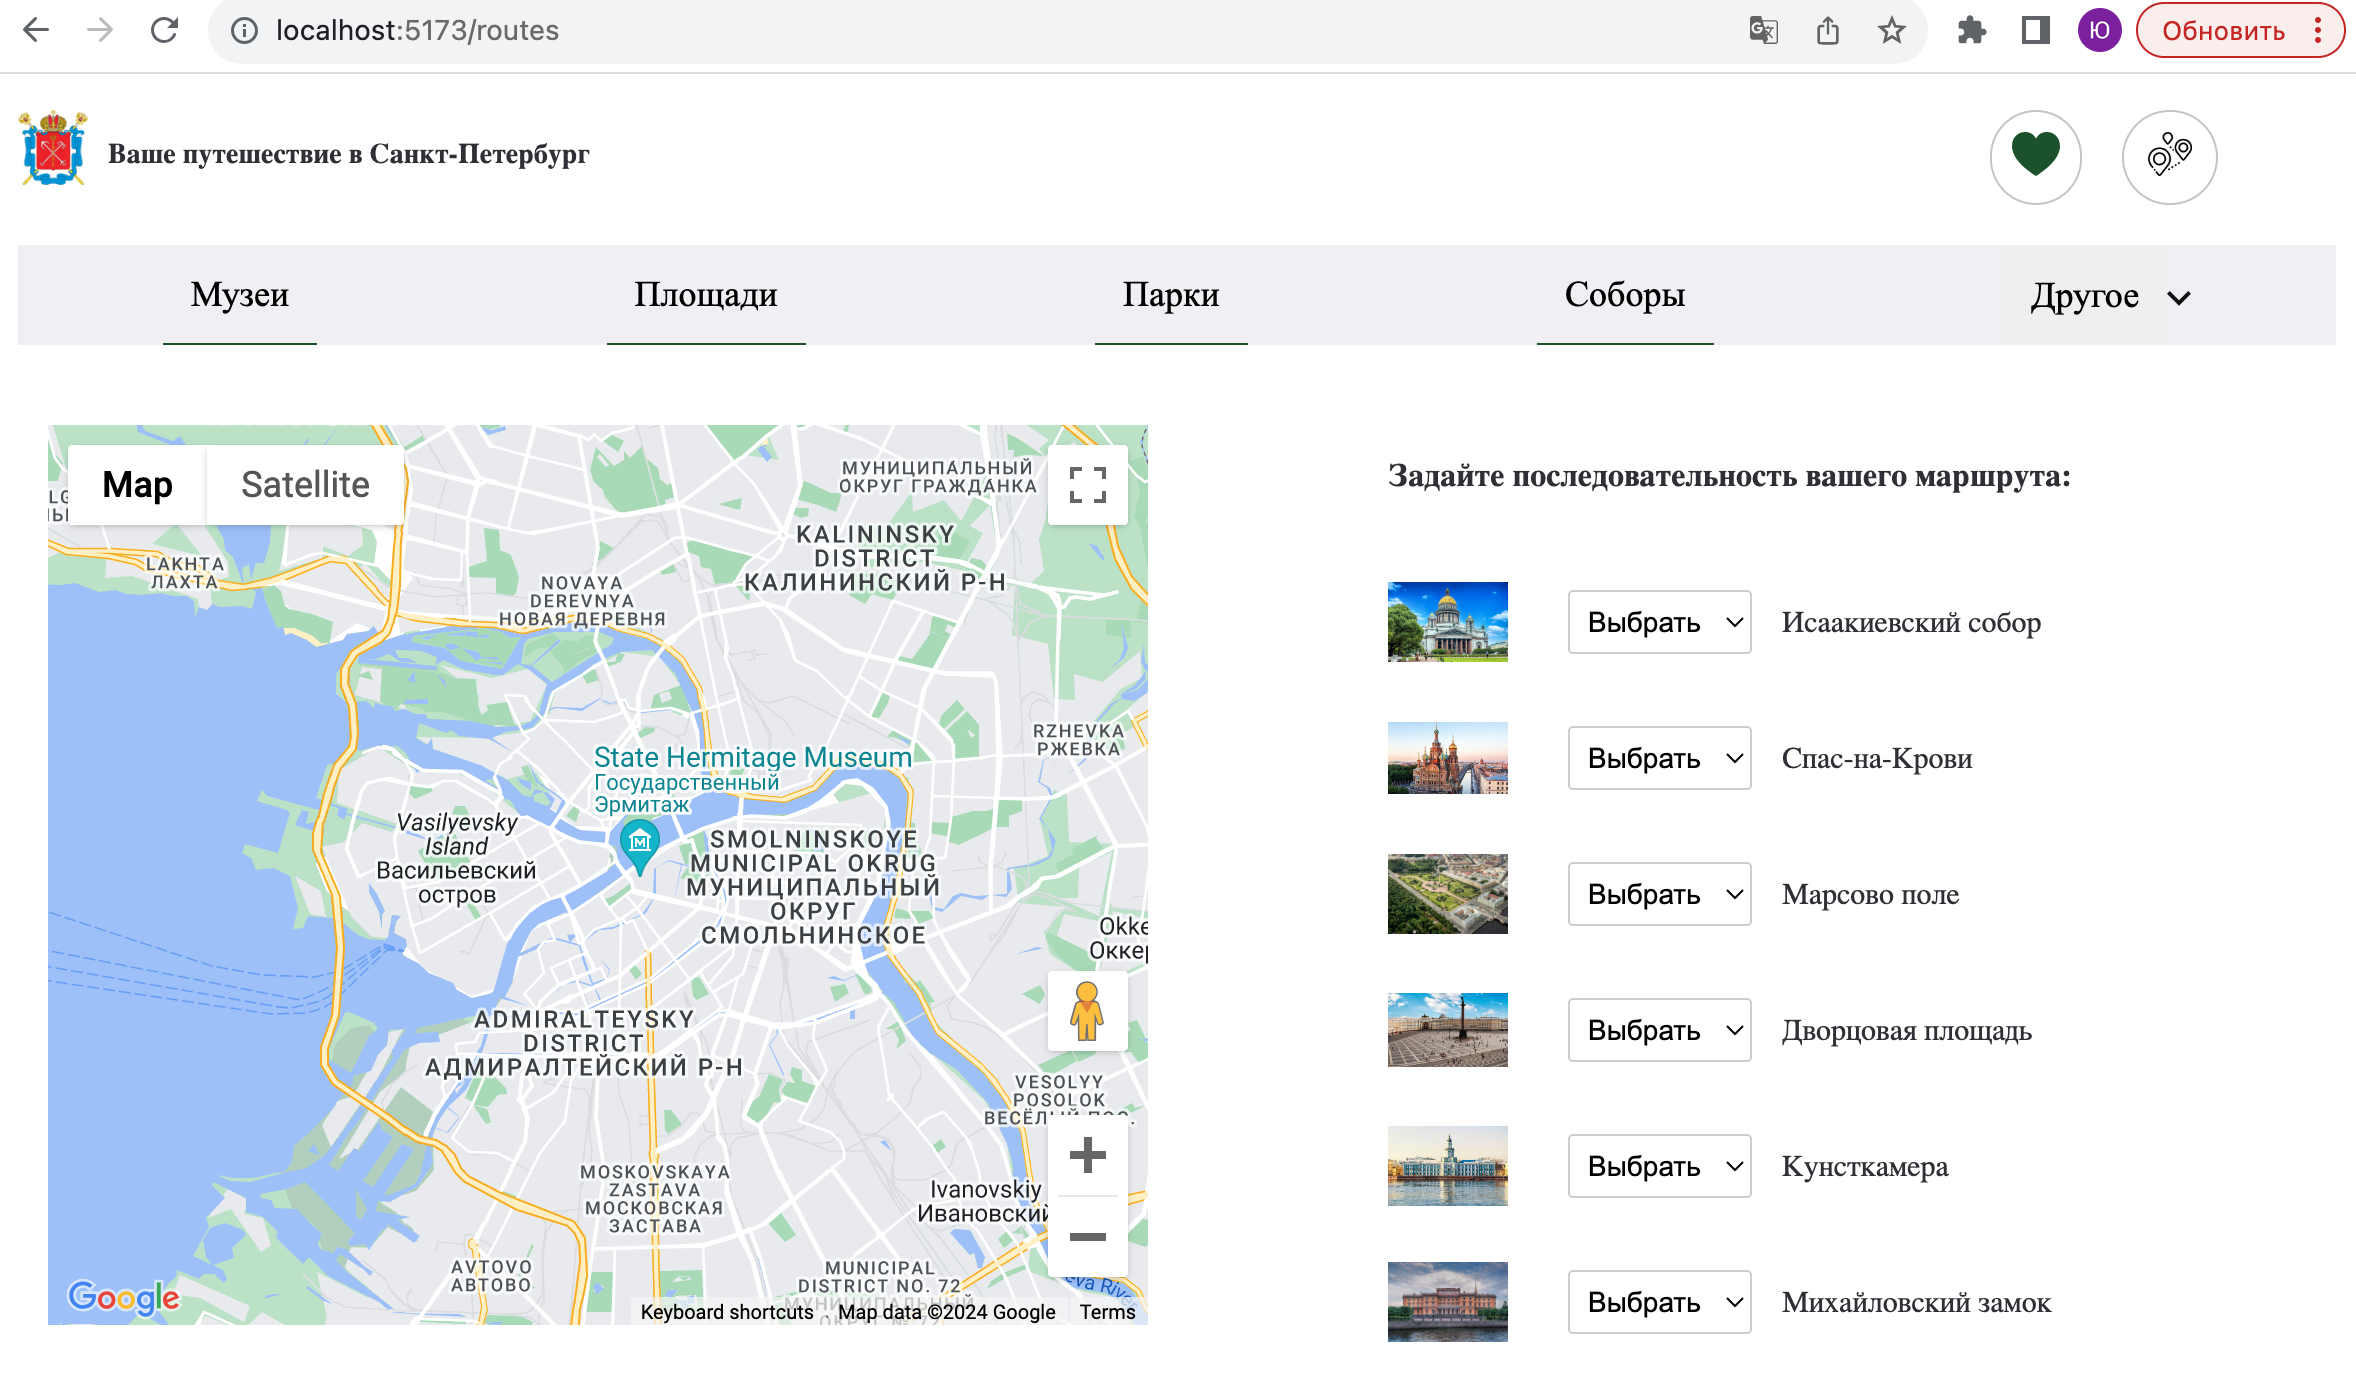 localhost:5173/routes
Ю
Обновить
Ваше путешествие в Санкт-Петербург
Музеи
Площади
Парки
Соборы
Другое
Map
Satellite
МУНИЦИПАЛЬНЫЙ
ОКРУГ ГРАЖДАНКА
KALININSKY
DISTRICT
КАЛИНИНСКИЙ Р-Н
LAKHTA
ЛАХТА
NOVAYA
DEREVNYA
НОВАЯ ДЕРЕВНЯ
RZHEVKA
РЖЕВКА
State Hermitage Museum
Государственный
Эрмитаж
Vasilyevsky
Island
Васильевский
остров
SMOLNINSKOYE
MUNICIPAL OKRUG
МУНИЦИПАЛЬНЫЙ
ОКРУГ
СМОЛЬНИНСКОЕ
Okke
Оккер
ADMIRALTEYSKY
DISTRICT
АДМИРАЛТЕЙСКИЙ Р-Н
VESOLYY
POSOLOK
MOSKOVSKAYA
ZASTAVA
МОСКОВСКАЯ
ЗАСТАВА
Ivanovskiy
Ивановский
AVTOVO
АВТОВО
MUNICIPAL
DISTRICT NO. 72
Google
Keyboard shortcuts
Map data ©2024 Google
Terms
Задайте последовательность вашего маршрута:
Выбрать
Исаакиевский собор
Выбрать
Спас-на-Крови
Выбрать
Марсово поле
Выбрать
Дворцовая площадь
Выбрать
Кунсткамера
Выбрать
Михайловский замок